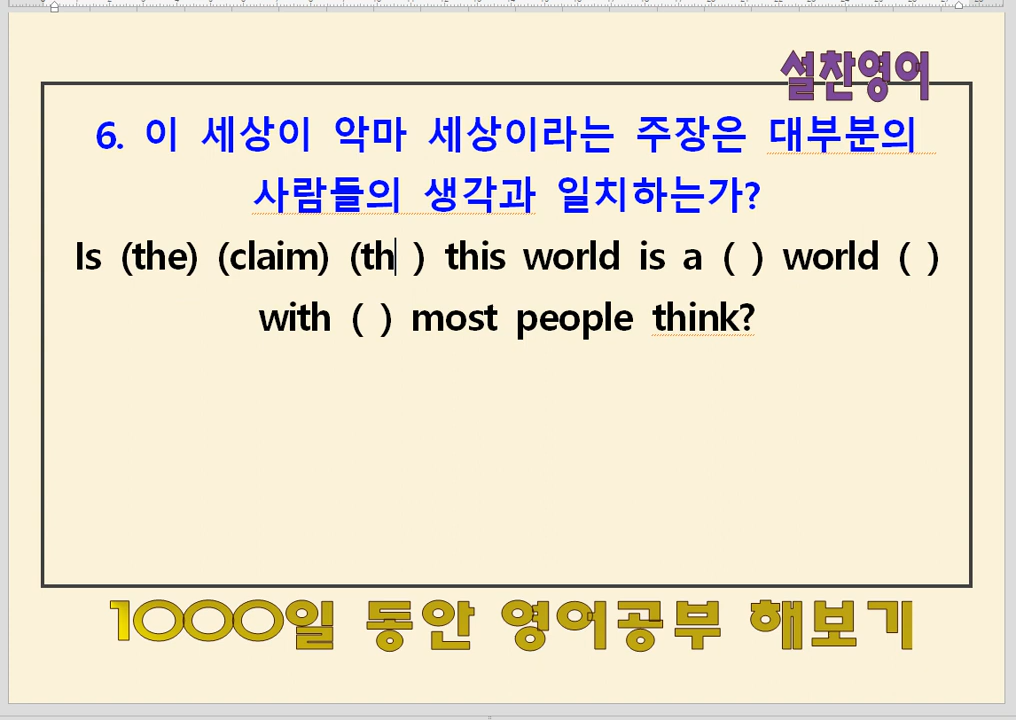 설찬영어
6. 이 세상이 악마 세상이라는 주장은 대부분의
사람들의 생각과 일치하는가?
Is (the) (claim) (th ) this world is a ( ) world ( )
with ( ) most people think?
1000일 동안 영어공부 해보기